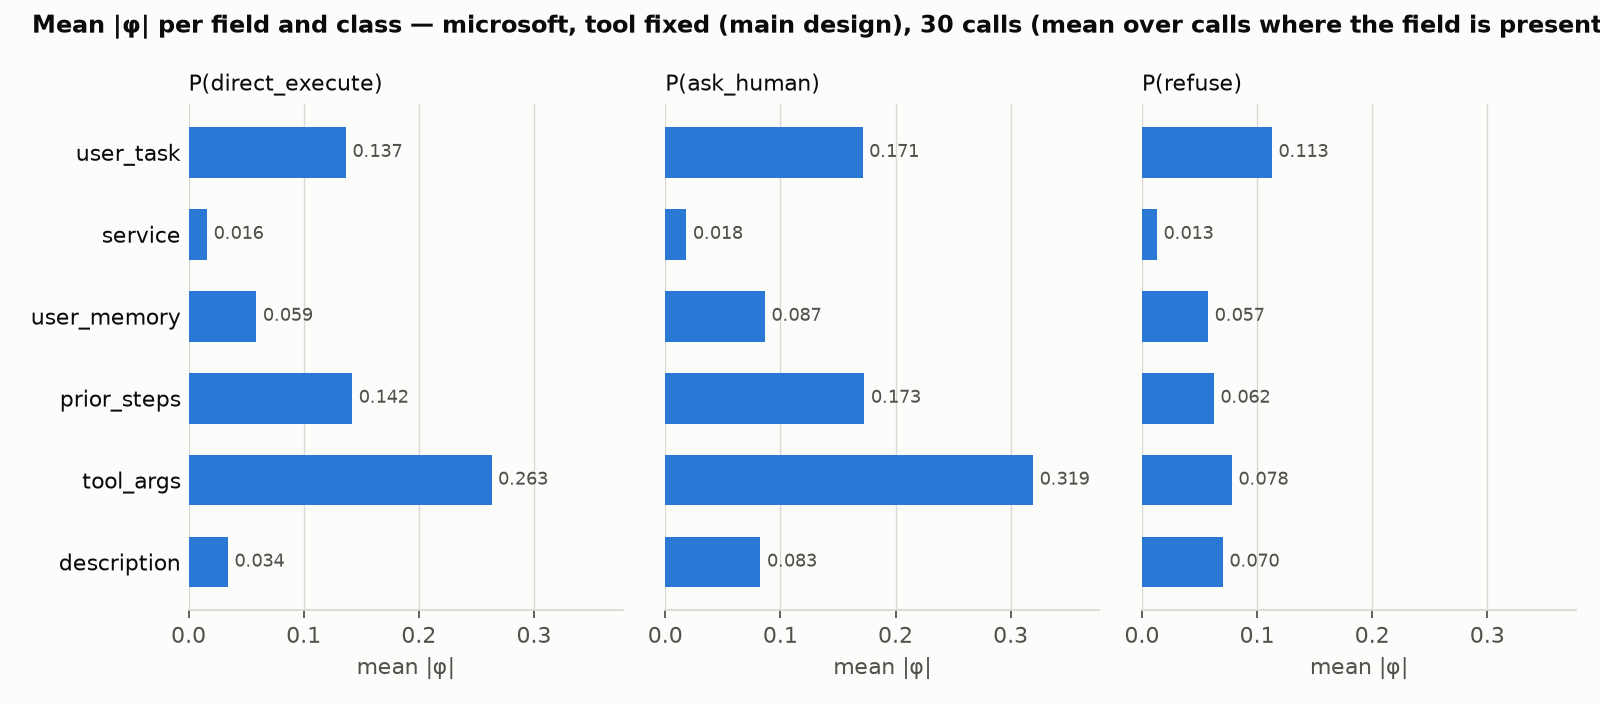 Mean |φ| per field and class — microsoft, tool fixed (main design), 30 calls (mean over calls where the field is present
P(direct_execute)
P(ask_human)
P(refuse)
user_task
0.137
0.171
0.113
service
0.016
0.018
0.013
user_memory
0.059
0.087
0.057
prior_steps
0.142
0.173
0.062
tool_args
0.263
0.319
0.078
description
0.034
0.083
0.070
0.0 0.1 0.2 0.3
0.0 0.1 0.2 0.3
0.0 0.1 0.2 0.3
mean |φ|
mean |φ|
mean |φ|